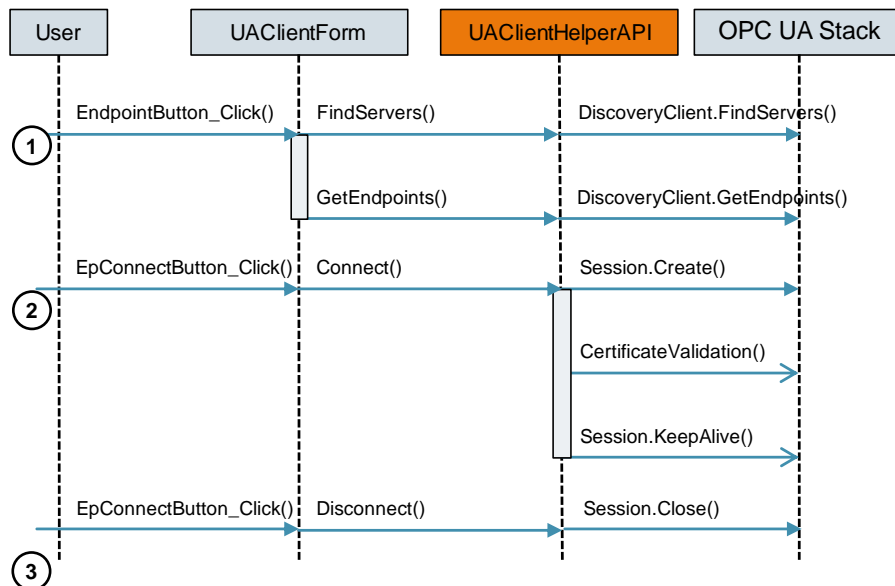 User
UAClientForm
UAClientHelperAPI
OPC UA Stack
EndpointButton_Click()
FindServers()
DiscoveryClient.FindServers()
1
GetEndpoints()
DiscoveryClient.GetEndpoints()
EpConnectButton_Click()
Connect()
Session.Create()
2
CertificateValidation()
Session.KeepAlive()
EpConnectButton_Click()
Disconnect()
Session.Close()
3